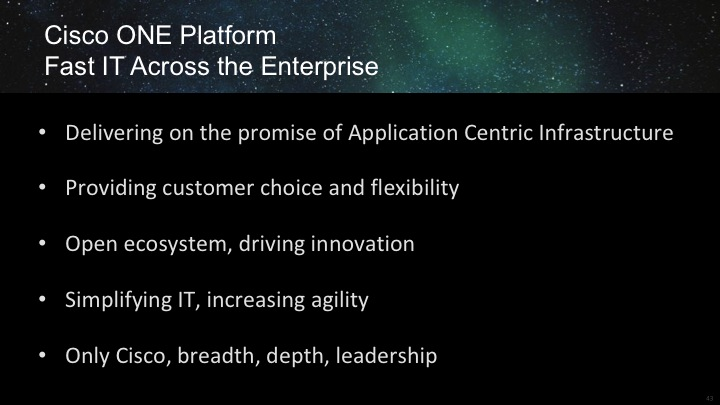 Cisco ONE Platform
Fast IT Across the Enterprise
• Delivering on the promise of Application Centric Infrastructure
• Providing customer choice and flexibility
• Open ecosystem, driving innovation
• Simplifying IT, increasing agility
• Only Cisco, breadth, depth, leadership
43